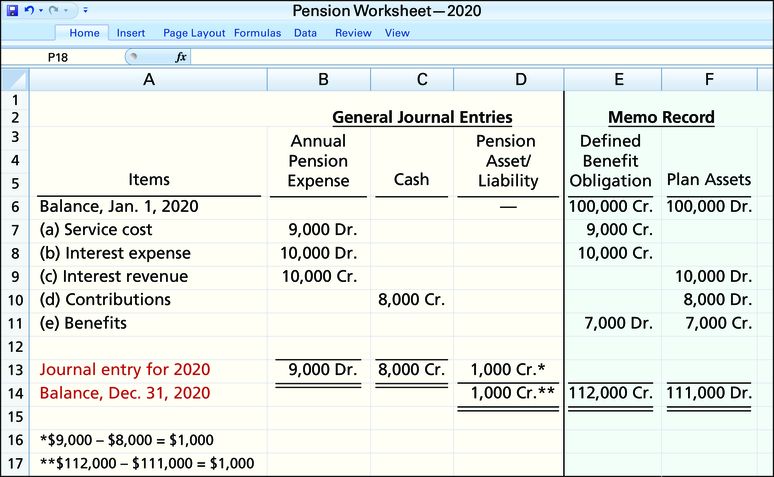 Pension Worksheet—2020
Home Insert Page Layout Formulas Data Review View
P18 fx
A B C D E F
1
2 General Journal Entries Memo Record
3 Annual Pension Defined
4 Pension Asset/ Benefit
5 Items Expense Cash Liability Obligation Plan Assets
6 Balance, Jan. 1, 2020 — 100,000 Cr. 100,000 Dr.
7 (a) Service cost 9,000 Dr. 9,000 Cr.
8 (b) Interest expense 10,000 Dr. 10,000 Cr.
9 (c) Interest revenue 10,000 Cr. 10,000 Dr.
10 (d) Contributions 8,000 Cr. 8,000 Dr.
11 (e) Benefits 7,000 Dr. 7,000 Cr.
12
13 Journal entry for 2020 9,000 Dr. 8,000 Cr. 1,000 Cr.*
14 Balance, Dec. 31, 2020 1,000 Cr.** 112,000 Cr. 111,000 Dr.
15
16 *$9,000 – $8,000 = $1,000
17 **$112,000 – $111,000 = $1,000